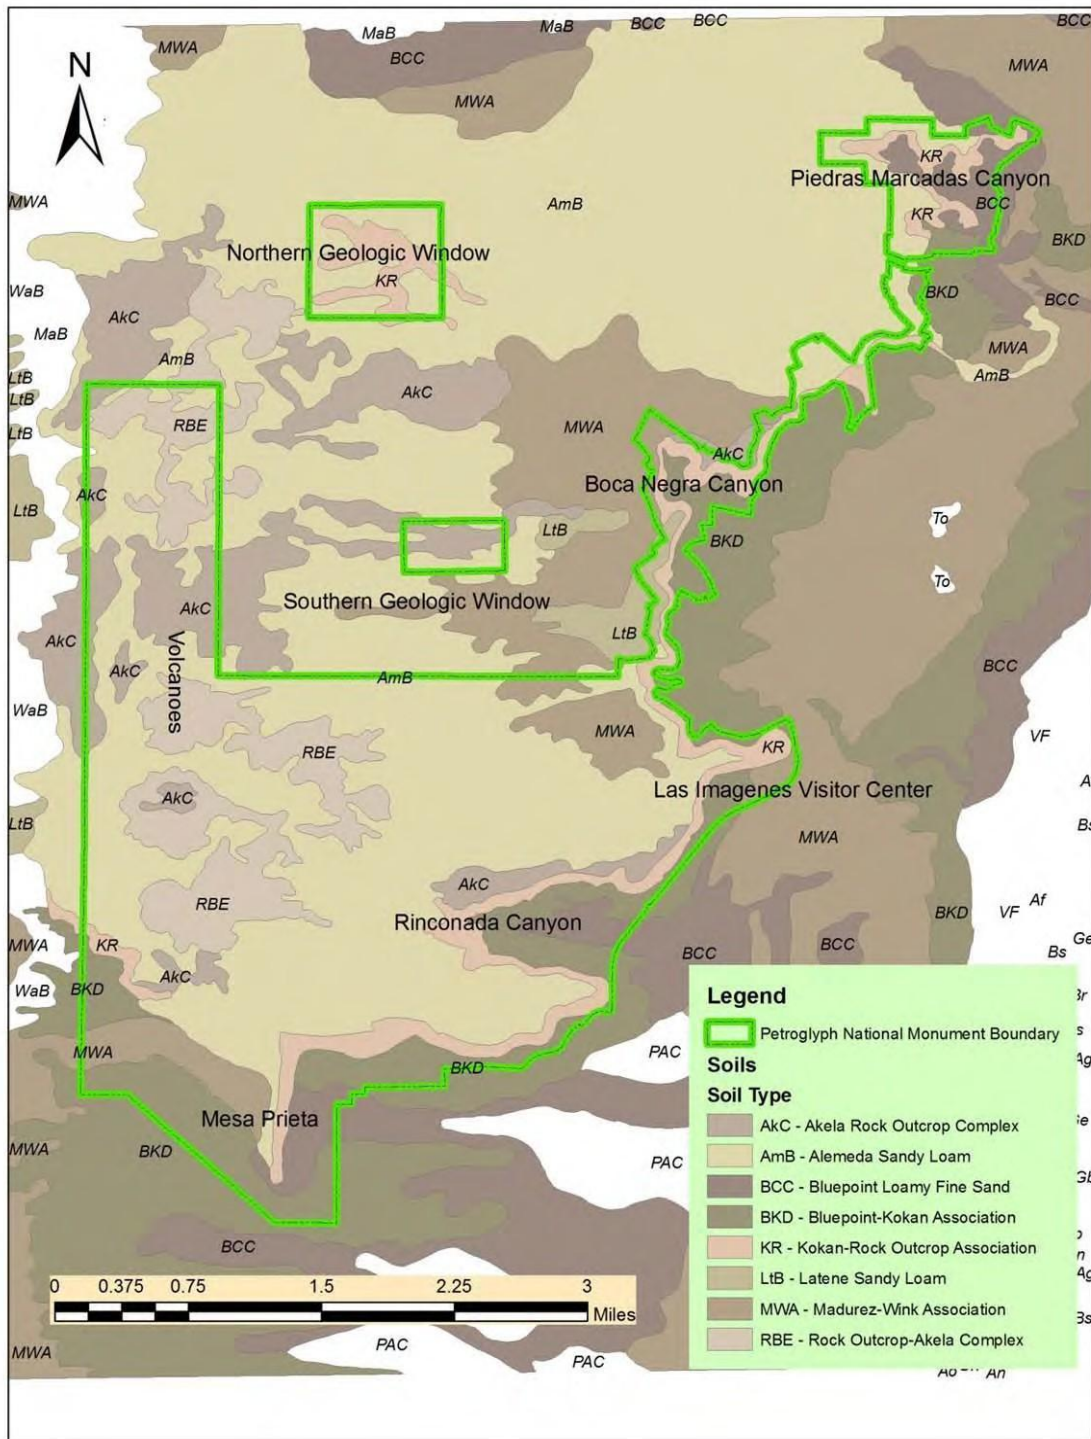 MWA
MaB
BCC
MaB
BCC
BCC
BCC
N
MWA
MWA
KR
Piedras Marcadas Canyon
MWA
AmB
KR
BCC
BKD
Northern Geologic Window
KR
WaB
BKD
BCC
AkC
MaB
MWA
AmB
AmB
LtB
LtB
AkC
RBE
MWA
LtB
AkC
Boca Negra Canyon
AkC
LtB
LtB
To
BKD
To
Southern Geologic Window
AkC
LtB
AkC
Volcanoes
AkC
BCC
AmB
WaB
MWA
VF
RBE
KR
Las Imagenes Visitor Center
AkC
LtB
Bs
MWA
AkC
RBE
Rinconada Canyon
BKD
VF
Af
MWA
KR
Ge
BCC
BCC
Bs
AkC
WaB
BKD
MWA
PAC
BKD
Mesa Prieta
MWA
BKD
PAC
BCC
Legend
Petroglyph National Monument Boundary
Soils
Soil Type
AkC - Akela Rock Outcrop Complex
AmB - Alemeda Sandy Loam
BCC - Bluepoint Loamy Fine Sand
BKD - Bluepoint-Kokan Association
KR - Kokan-Rock Outcrop Association
LtB - Latene Sandy Loam
MWA - Madurez-Wink Association
RBE - Rock Outcrop-Akela Complex
0 0.375 0.75 1.5 2.25 3
Miles
Bs
MWA
PAC
PAC
An